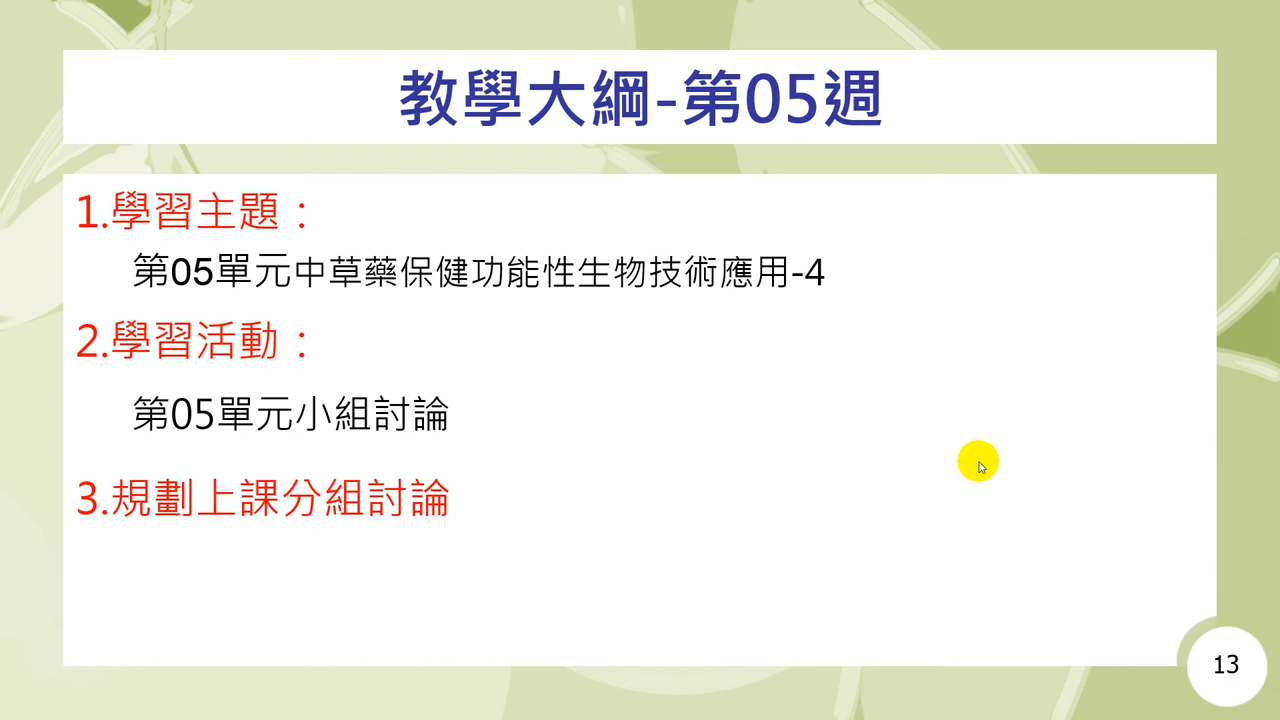 教學大綱-第05週
1.學習主題：
第05單元中草藥保健功能性生物技術應用-4
2.學習活動：
第05單元小組討論
3.規劃上課分組討論
13